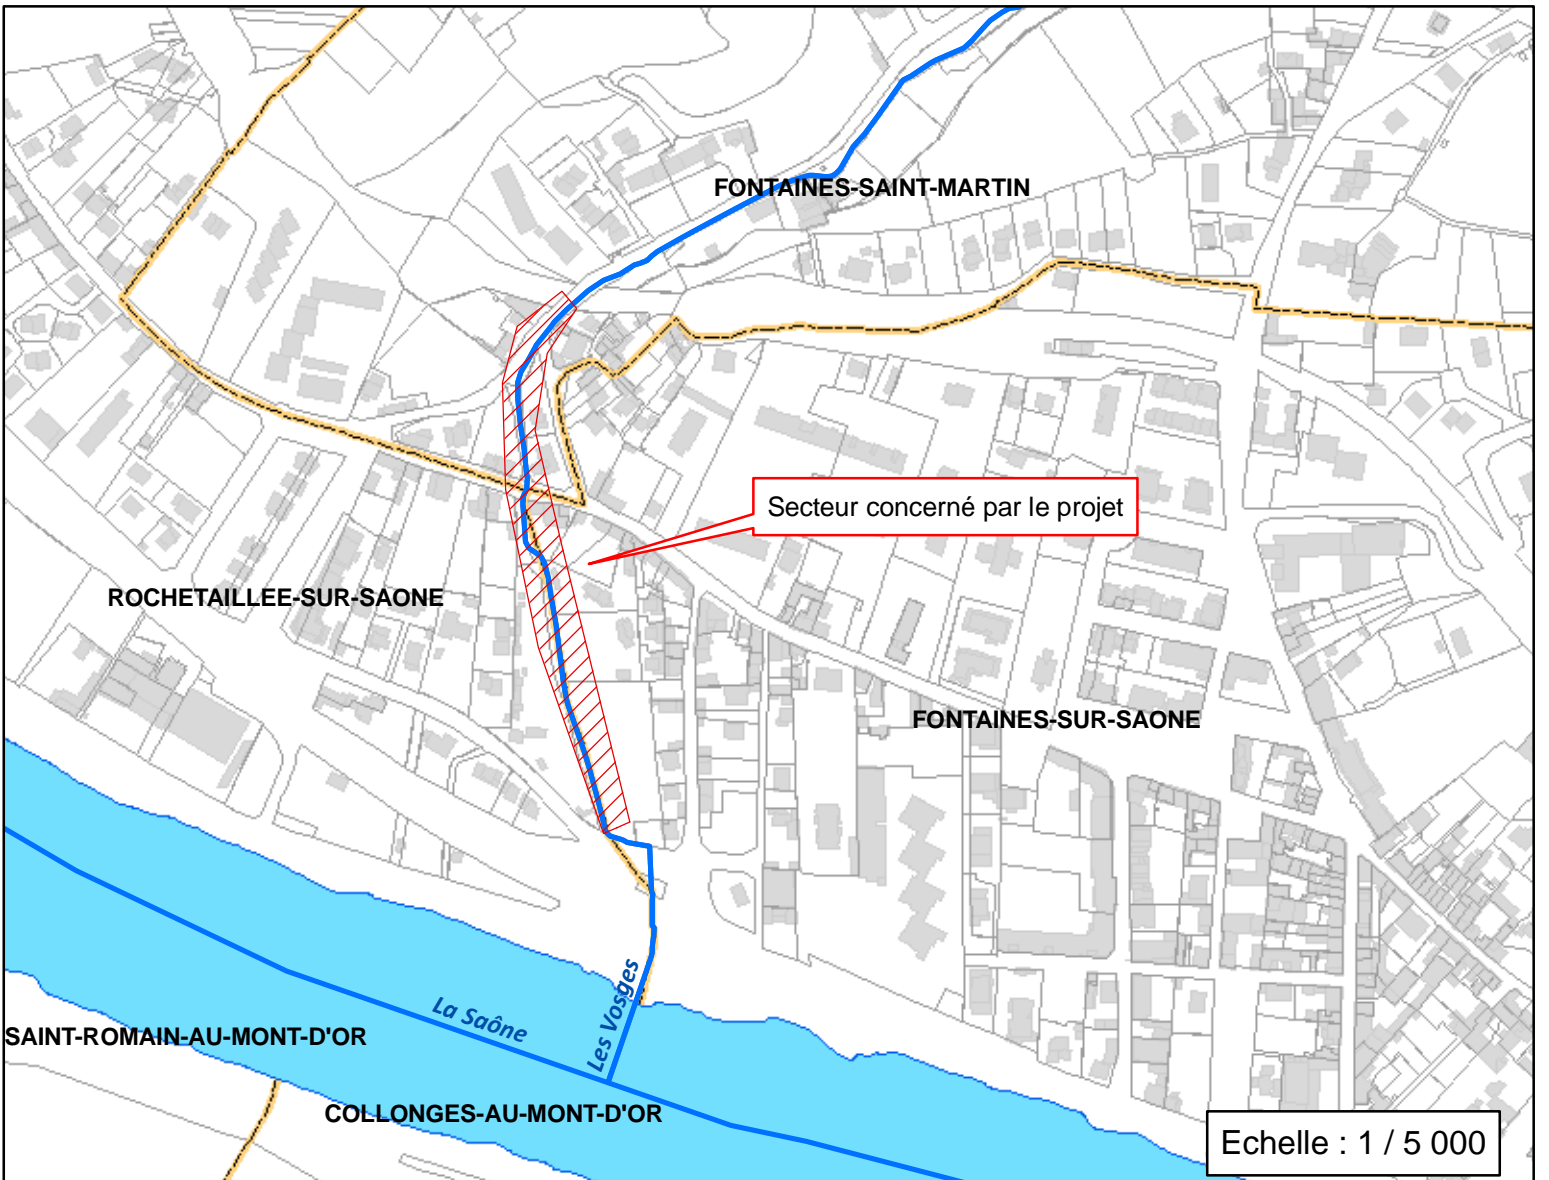 FONTAINES-SAINT-MARTIN
Secteur concerné par le projet
ROCHETAILLEE-SUR-SAONE
FONTAINES-SUR-SAONE
La Saône
Les Vosges
SAINT-ROMAIN-AU-MONT-D'OR
COLLONGES-AU-MONT-D'OR
Echelle : 1 / 5 000